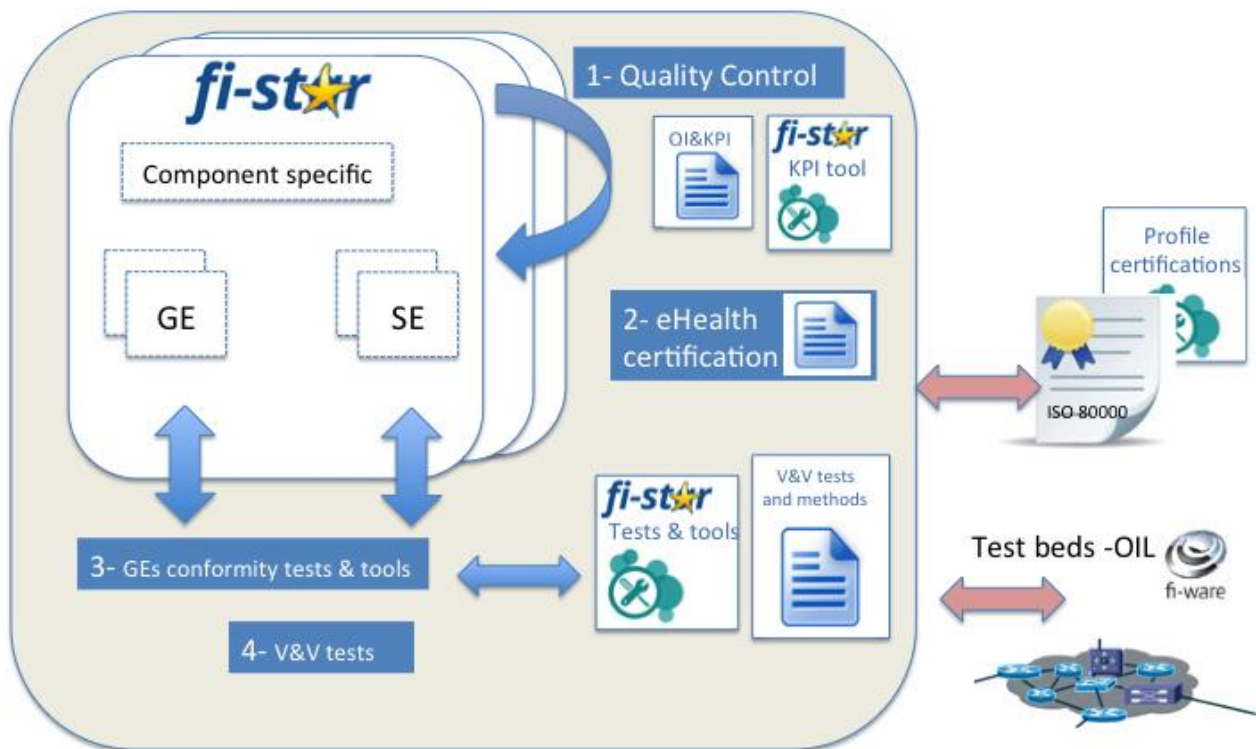 fi-star
Component specific
GE
SE
1- Quality Control
QI&KPI
fi-star
KPI tool
2- eHealth
certification
Profile
certifications
ISO 80000
3- GEs conformity tests & tools
4- V&V tests
fi-star
Tests & tools
V&V tests
and methods
Test beds -OIL
fi-ware